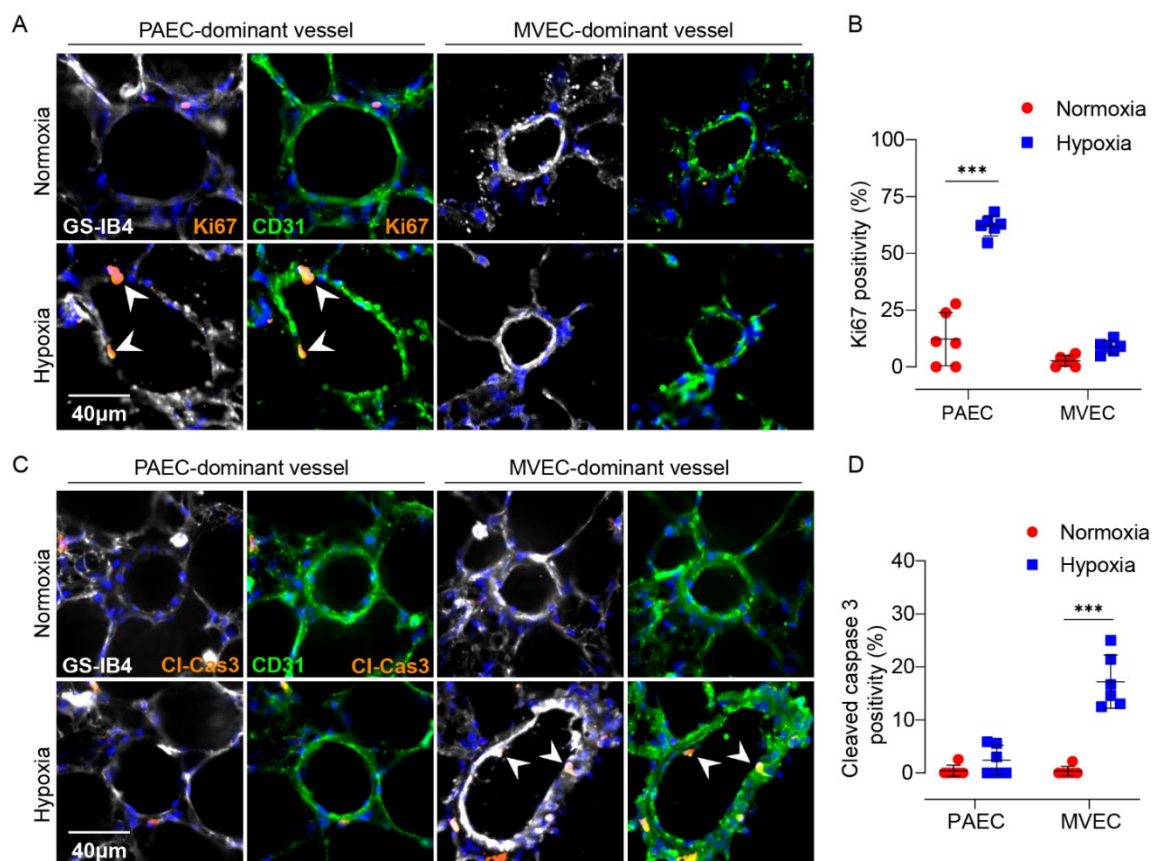 A
PAEC-dominant vessel
MVEC-dominant vessel
Normoxia
GS-IB4
Ki67
CD31
Ki67
Hypoxia
40μm
B
Normoxia
Hypoxia
Ki67 positivity (%)
100
75
50
25
0
***
PAEC
MVEC
C
PAEC-dominant vessel
MVEC-dominant vessel
Normoxia
GS-IB4
Cl-Cas3
CD31
Cl-Cas3
Hypoxia
40μm
D
Normoxia
Hypoxia
Cleaved caspase 3
positivity (%)
40
30
20
10
0
***
PAEC
MVEC